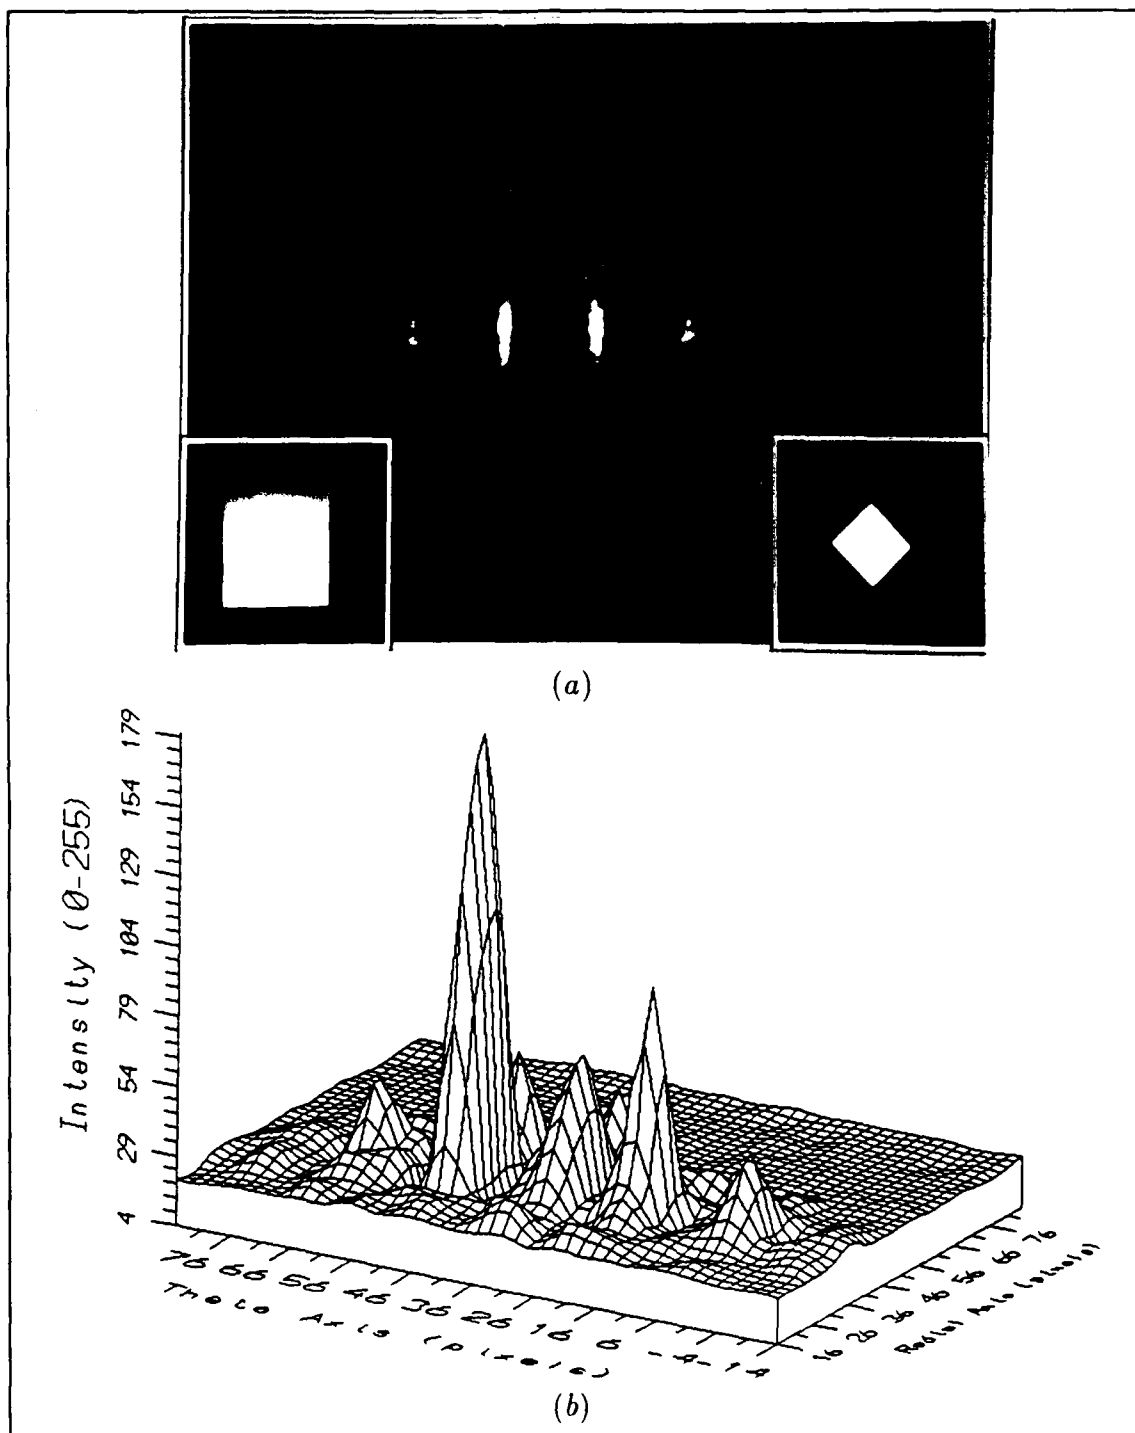 (a)
179
154
129
104
79
54
29
4
Intensity (0-255)
76 66 56 46 36 26 16 6 -4 -14
Theta Axis (pixels)
16 26 36 46 56 66 76
Radial Axis (pixels)
(b)